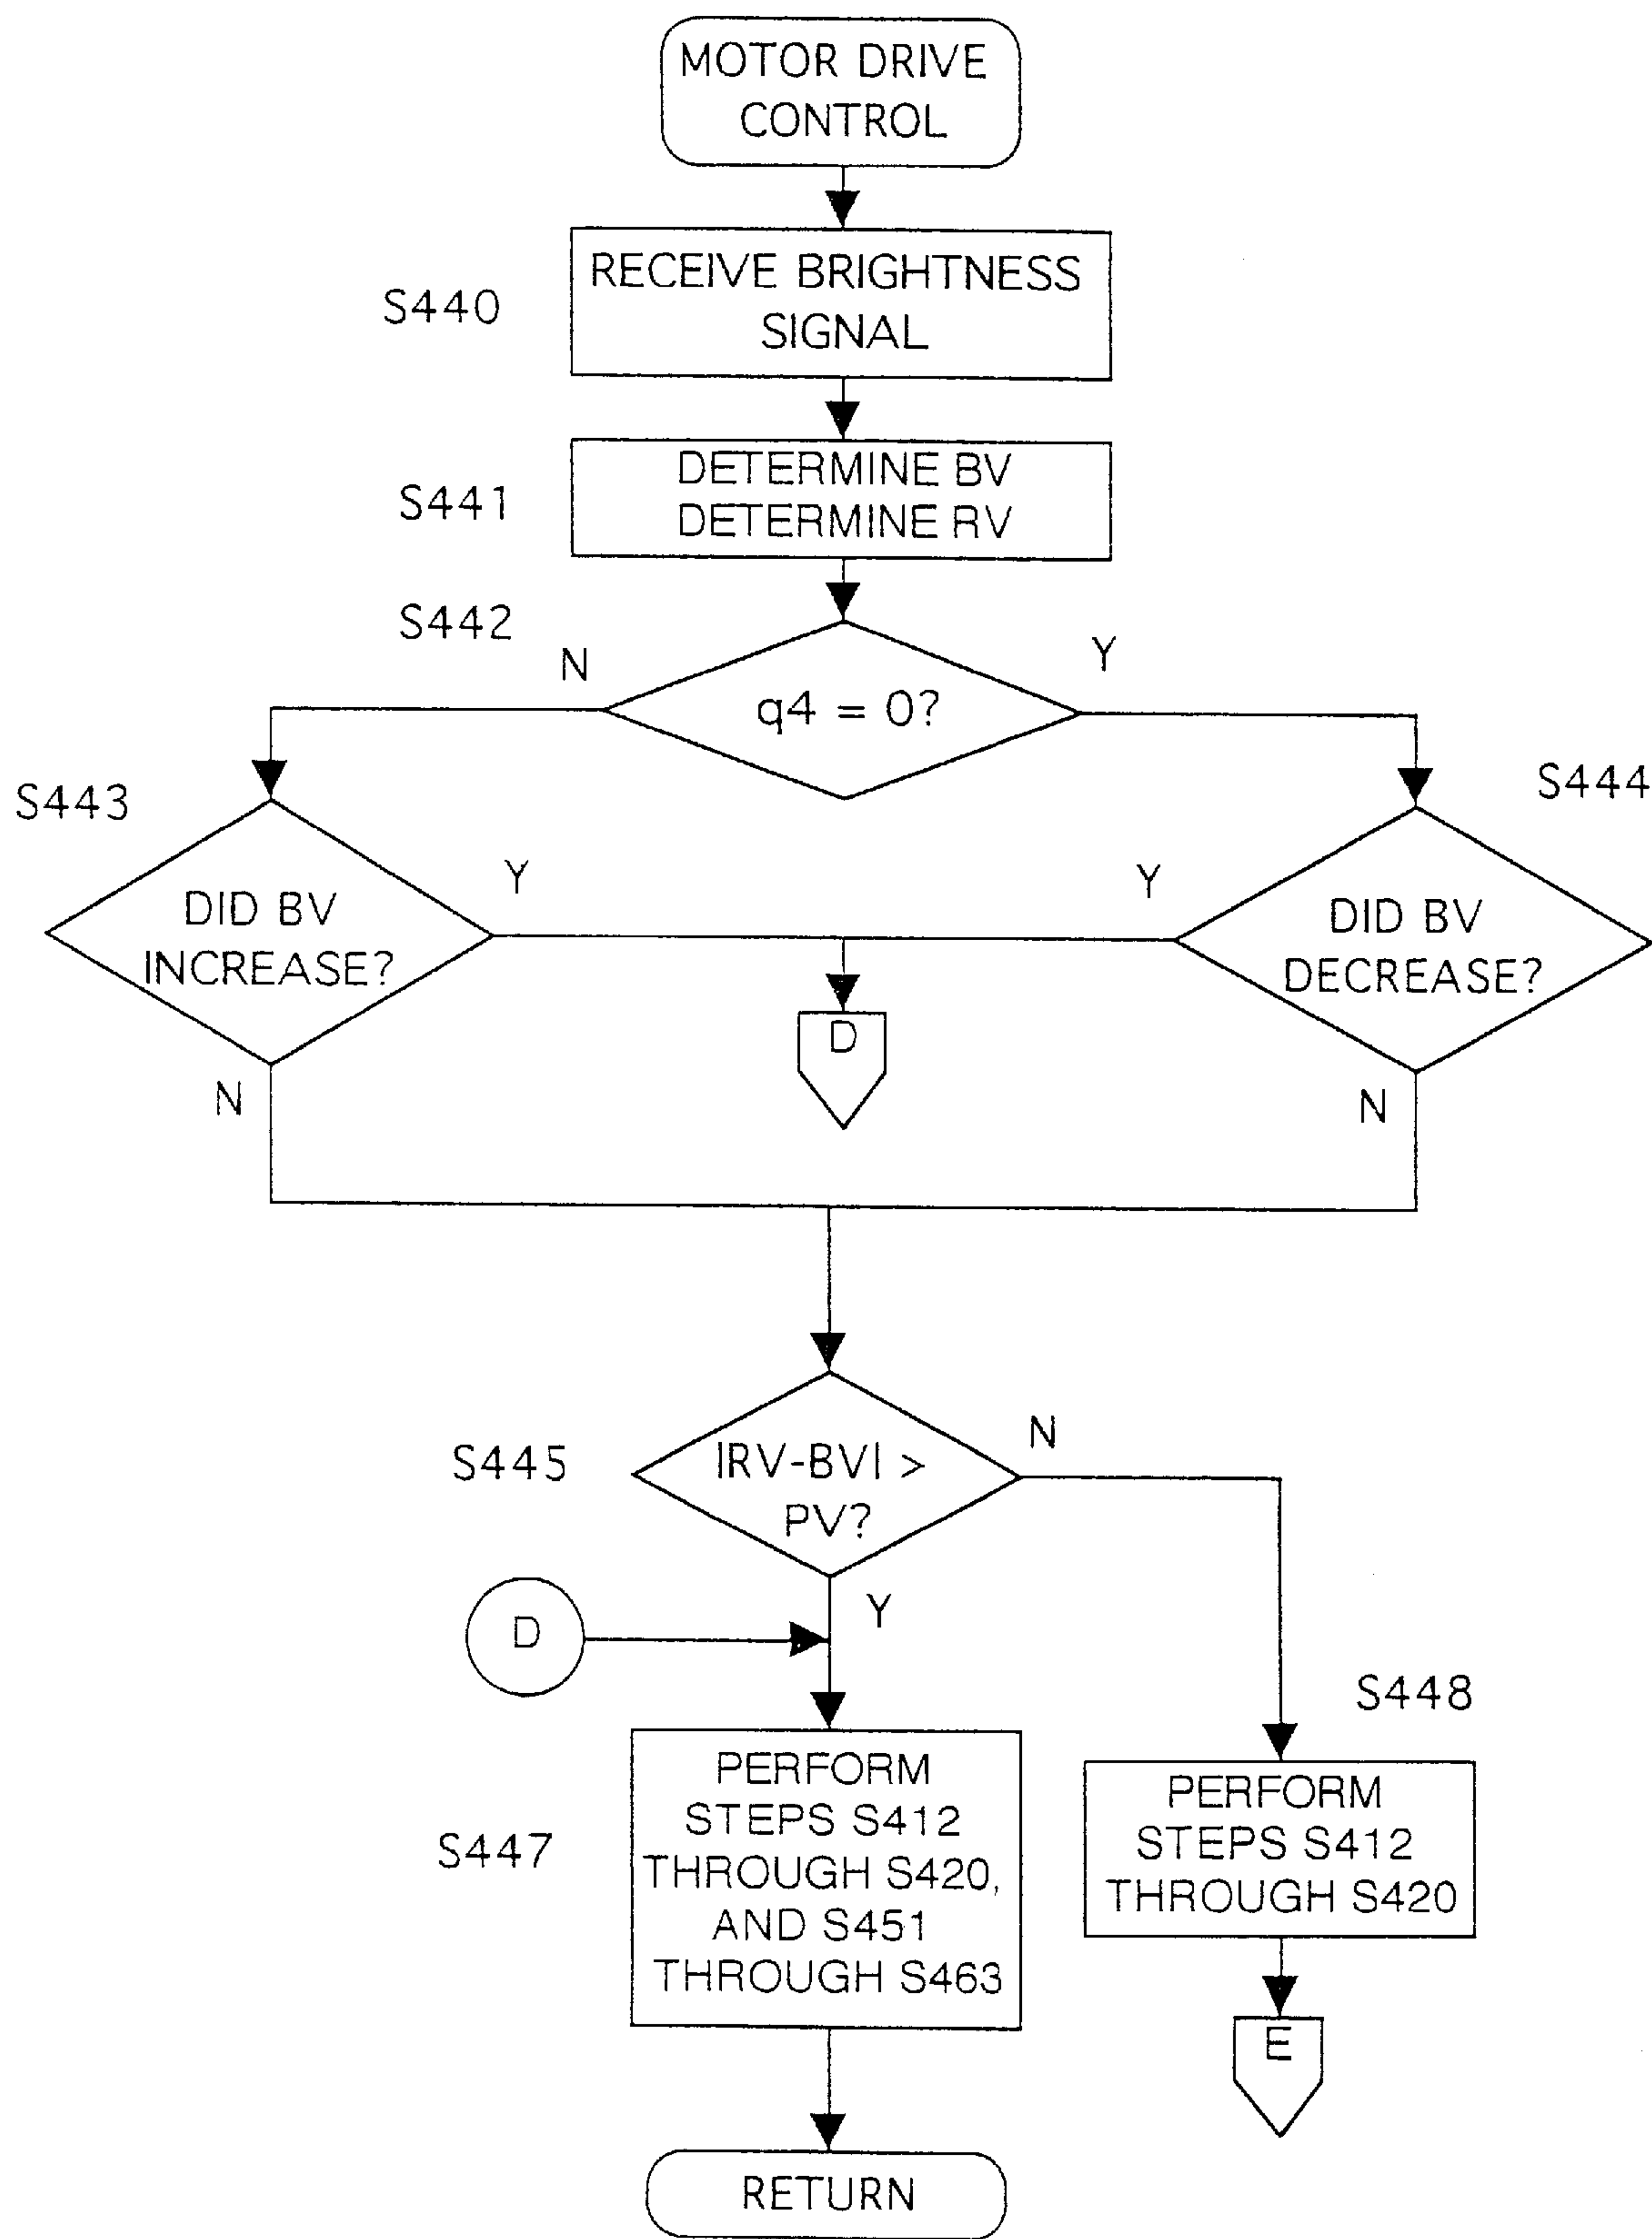 MOTOR DRIVE
CONTROL
S440
RECEIVE BRIGHTNESS
SIGNAL
S441
DETERMINE BV
DETERMINE RV
S442
N
Y
q4 = 0?
S443
S444
DID BV
INCREASE?
Y
Y
DID BV
DECREASE?
D
N
N
S445
|RV-BV| >
PV?
N
Y
D
S448
S447
PERFORM
STEPS S412
THROUGH S420,
AND S451
THROUGH S463
PERFORM
STEPS S412
THROUGH S420
E
RETURN